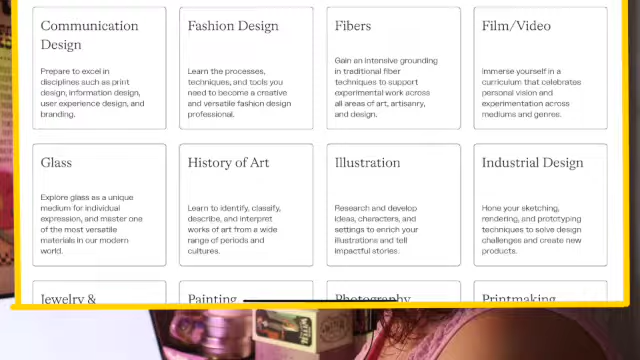 Communication
Design
Prepare to excel in
disciplines such as print
design, information design,
user experience design, and
branding.
Fashion Design
Learn the processes,
techniques, and tools you
need to become a creative
and versatile fashion design
professional.
Fibers
Gain an intensive grounding
in traditional fiber
techniques to support
experimental work across
all areas of art, artisanry,
and design.
Film/Video
Immerse yourself in a
curriculum that celebrates
personal vision and
experimentation across
mediums and genres.
Glass
Explore glass as a unique
medium for individual
expression, and master one
of the most versatile
materials in our modern
world.
History of Art
Learn to identify, classify,
describe, and interpret
works of art from a wide
range of periods and
cultures.
Illustration
Research and develop
ideas, characters, and
settings to enrich your
illustrations and tell
impactful stories.
Industrial Design
Hone your sketching,
rendering, and prototyping
techniques to solve design
challenges and create new
products.
Jewelry &
Painting
Photography
Printmaking